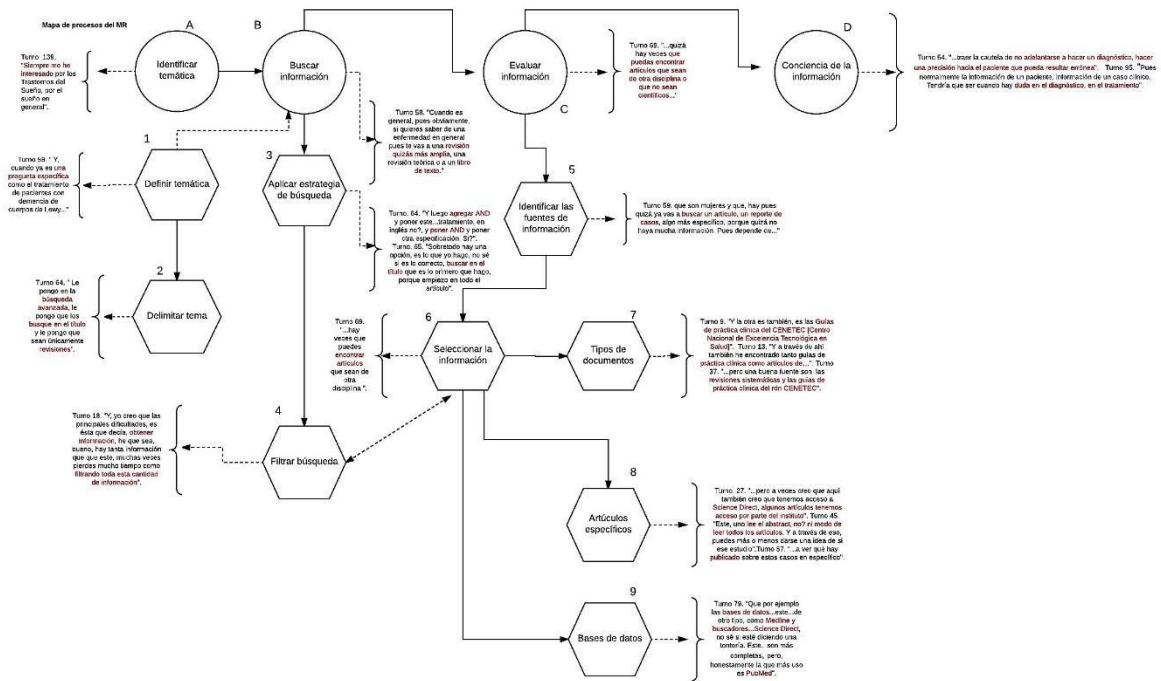 Mapa de procesos del MR
A
B
D
Turno 138.
"Siempre me he
interesado por los
Trastornos del
Sueño, por el
sueño en
general".
Identificar
temática
Buscar
información
Evaluar
información
C
Turno 69. "...quizá
hay veces que
puedas encontrar
artículos que sean
de otra disciplina o
que no sean
científicos..."
Conciencia de la
información
Turno 54. "...traer la cautela de no adelantarse a hacer un diagnóstico, hacer
una precisión hacia el paciente que pueda resultar errónea". Turno 95. "Pues
normalmente la información de un paciente, información de un caso clínico.
Tendría que ser cuando hay duda en el diagnóstico, en el tratamiento".
Turno 58. "Cuando es
general, pues obviamente,
si quieres saber de una
enfermedad en general
pues te vas a una revisión
quizás más amplia, una
revisión teórica o a un libro
de texto."
1
Turno 59. " Y,
cuando ya es una
pregunta específica
como el tratamiento
de pacientes con
demencia de
cuerpos de Lewy..."
Definir temática
3
Aplicar estrategia
de búsqueda
Turno. 64. "Y luego agregar AND
y poner este...tratamiento, en
inglés no?, y poner AND y poner
otra especificación. Sí?".
Turno. 65. "Sobretodo hay una
opción, es lo que yo hago, no sé
si es lo correcto, buscar en el
título que es lo primero que hago,
porque empiezo en todo el
artículo".
5
Identificar las
fuentes de
información
Turno 59. que son mujeres y que, hay pues
quizá ya vas a buscar un artículo, un reporte de
casos, algo más específico, porque quizá no
haya mucha información. Pues depende de..."
2
Turno 64. " Le
pongo en la
búsqueda
avanzada, le
pongo que los
busque en el título
y le pongo que
sean únicamente
revisiones".
Delimitar tema
Turno 69.
"...hay
veces que
puedes
encontrar
artículos
que sean
de otra
disciplina ".
6
Seleccionar la
información
7
Tipos de
documentos
Turno 9. "Y la otra es también, es las Guías
de práctica clínica del CENETEC [Centro
Nacional de Excelencia Tecnológica en
Salud]". Turno 13. "Y a través de ahí
también he encontrado tanto guías de
práctica clínica como artículos de...". Turno
37. "...pero una buena fuente son las
revisiones sistemáticas y las guías de
práctica clínica del CENETEC".
4
Turno 18. "Y, yo creo que las
principales dificultades, es
ésta que decía, obtener
información, he que sea,
bueno, hay tanta información
que que este, muchas veces
pierdes mucho tiempo como
filtrando toda esta cantidad
de información".
Filtrar búsqueda
8
Artículos
específicos
Turno 27. "...pero a veces creo que aquí
también creo que tenemos acceso a
Science Direct, algunos artículos tenemos
acceso por parte del instituto". Turno 45.
"Este, uno lee el abstract, no? ni modo de
leer todos los artículos. Y a través de eso,
puedes más o menos darse una idea de si
ese estudio".Turno 57. "...a ver qué hay
publicado sobre estos casos en específico".
9
Bases de datos
Turno 79. "Que por ejemplo
las bases de datos...este...de
otro tipo, como Medline y
buscadores...Science Direct,
no sé si esté diciendo una
tontería. Este.. son más
completas, pero,
honestamente la que más uso
es PubMed".